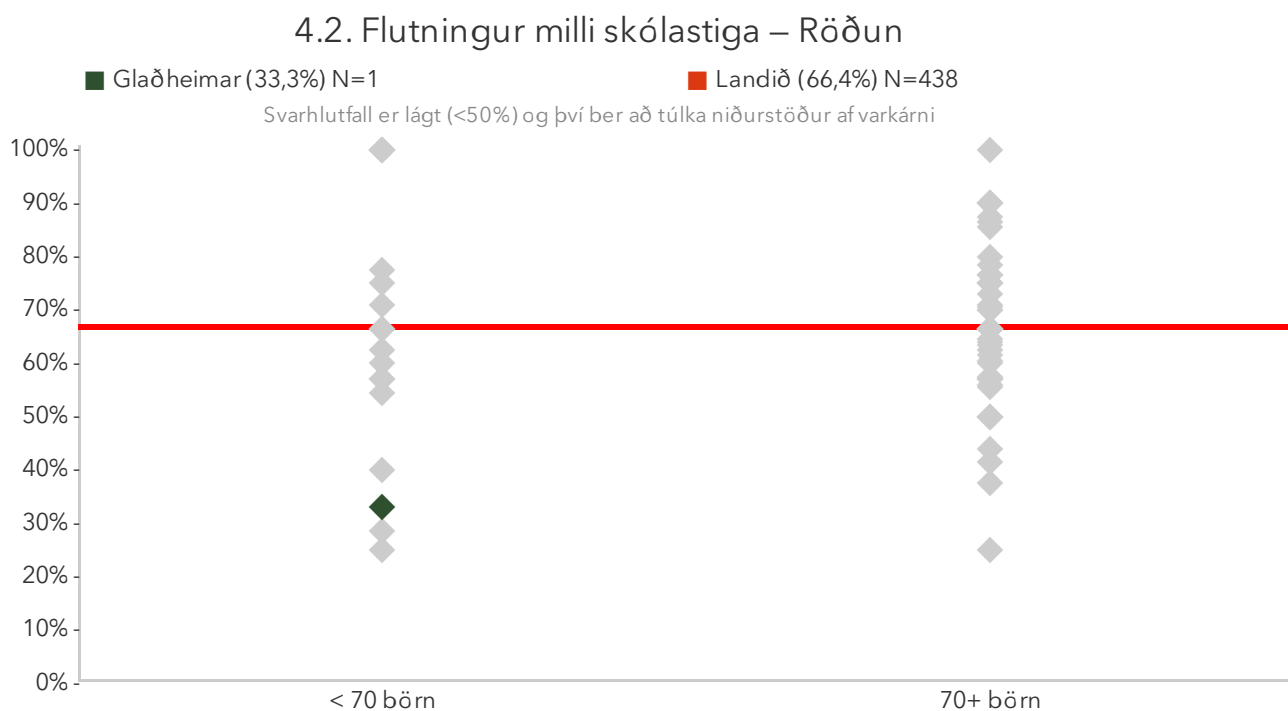 4.2. Flutningur milli skólastiga – Röðun
Glaðheimar (33,3%) N=1
Landið (66,4%) N=438
Svarhlutfall er lágt (<50%) og því ber að túlka niðurstöður af varkárni
100%
90%
80%
70%
60%
50%
40%
30%
20%
10%
0%
< 70 börn
70+ börn